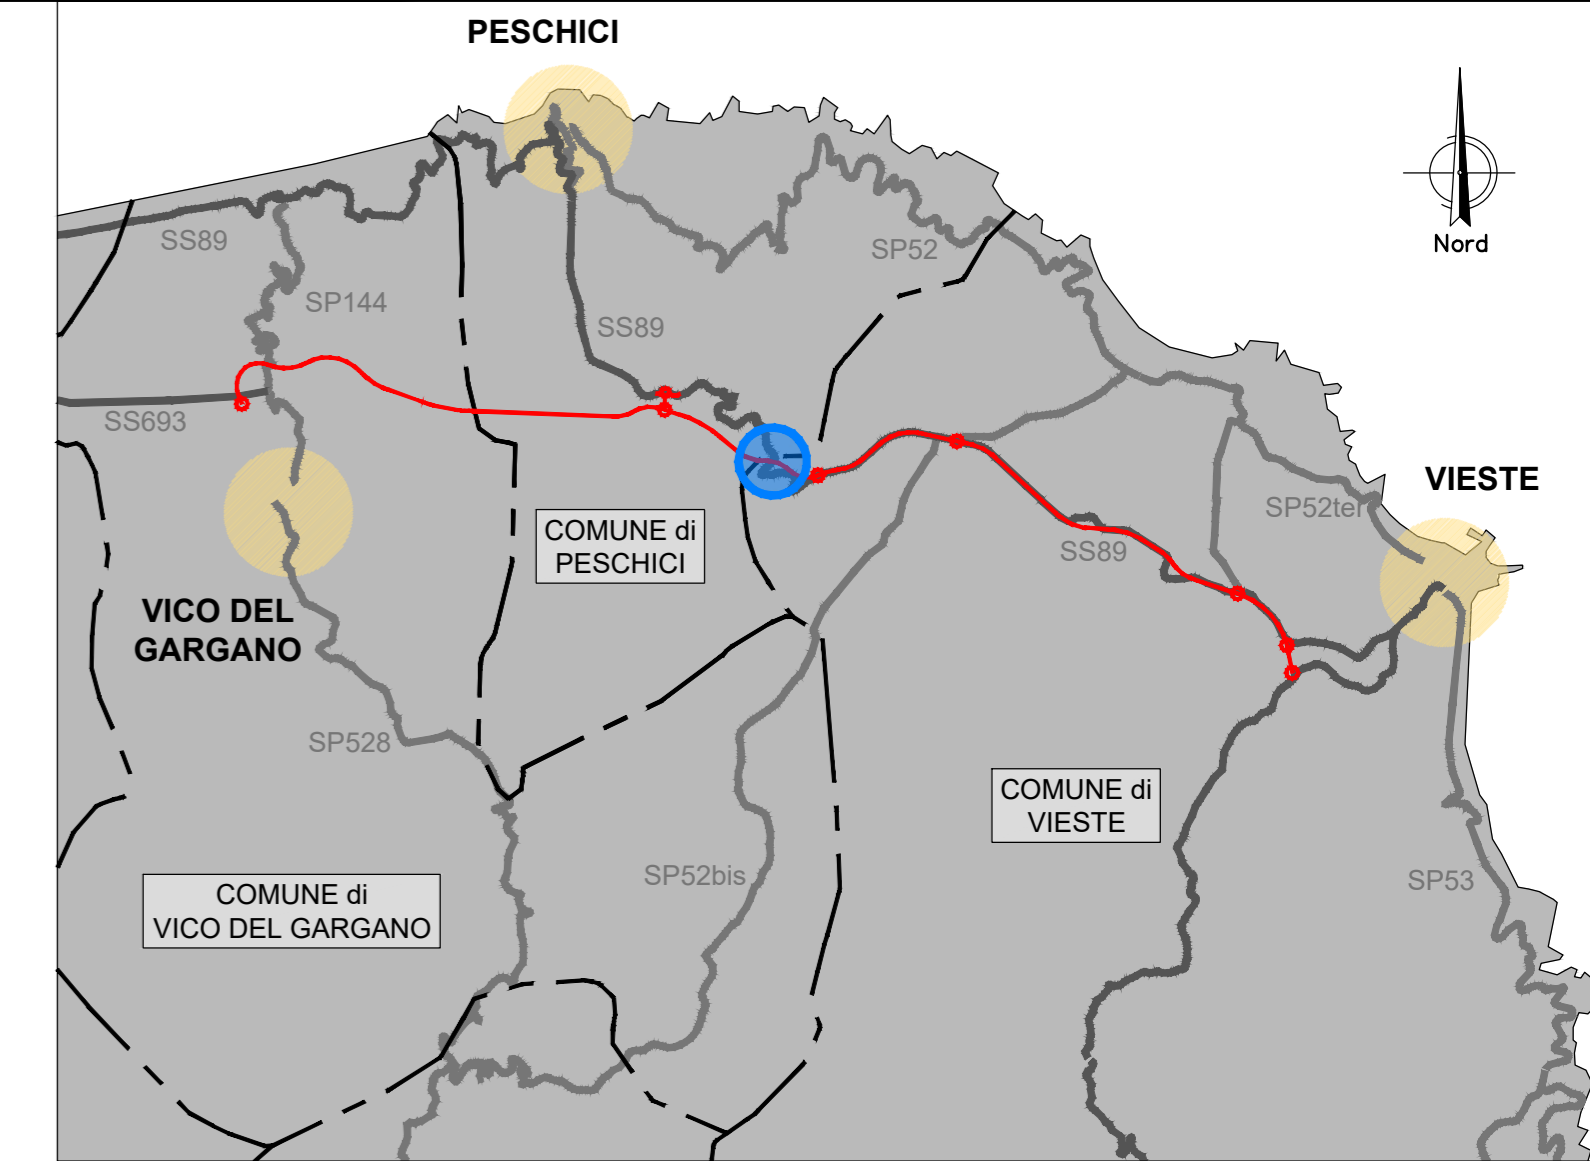 PESCHICI
Nord
SS89
SP52
SP144
SS89
SS693
VIESTE
SP52ter
COMUNE di
PESCHICI
SS89
VICO DEL
GARGANO
SP528
COMUNE di
VIESTE
SP52bis
SP53
COMUNE di
VICO DEL GARGANO